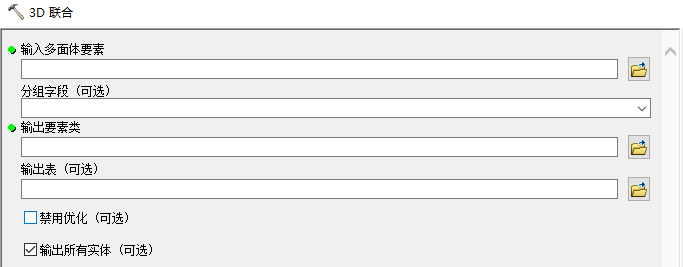 3D 联合
输入多面体要素
分组字段（可选）
输出要素类
输出表（可选）
禁用优化（可选）
输出所有实体（可选）